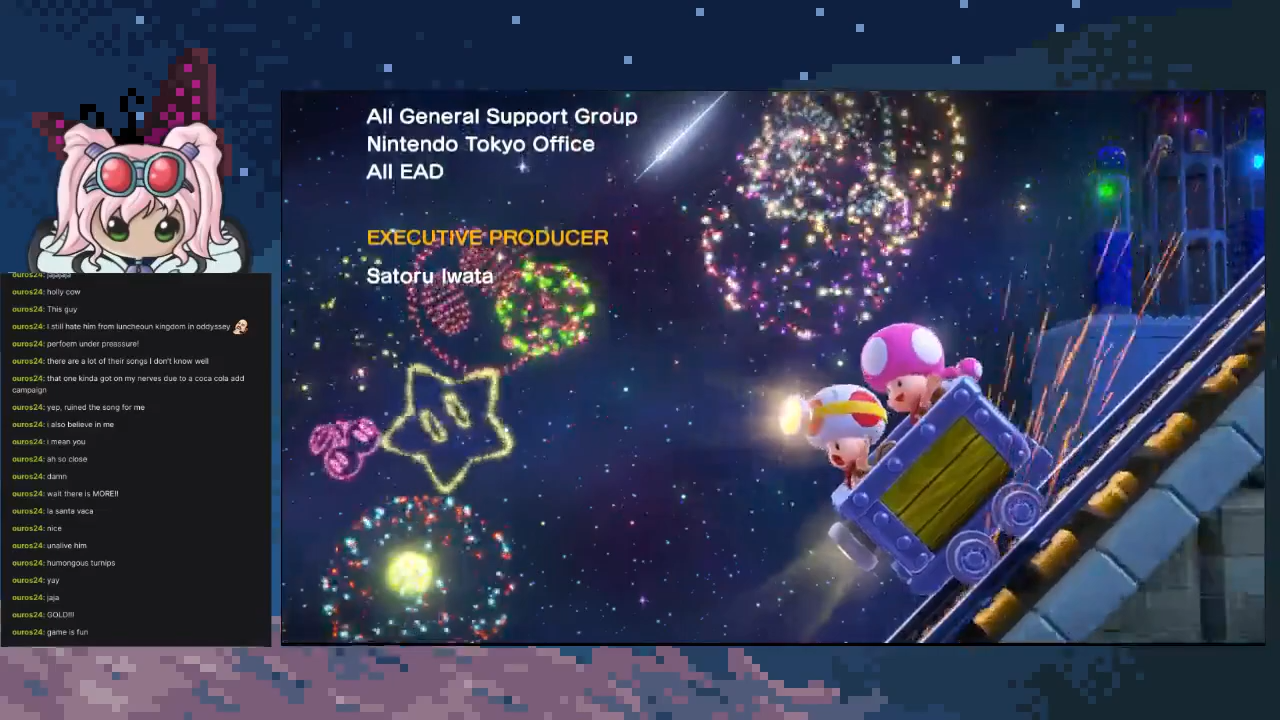 All General Support Group
Nintendo Tokyo Office
All EAD
EXECUTIVE PRODUCER
Satoru Iwata
ouros24: jajajaja
ouros24: holly cow
ouros24: This guy
ouros24: I still hate him from luncheoun kingdom in oddyssey
ouros24: perfoem under preassure!
ouros24: there are a lot of their songs I don't know well
ouros24: that one kinda got on my nerves due to a coca cola add
campaign
ouros24: yep, ruined the song for me
ouros24: i also believe in me
ouros24: i mean you
ouros24: ah so close
ouros24: damn
ouros24: wait there is MORE!!
ouros24: la santa vaca
ouros24: nice
ouros24: unalive him
ouros24: humongous turnips
ouros24: yay
ouros24: jaja
ouros24: GOLD!!!
ouros24: game is fun